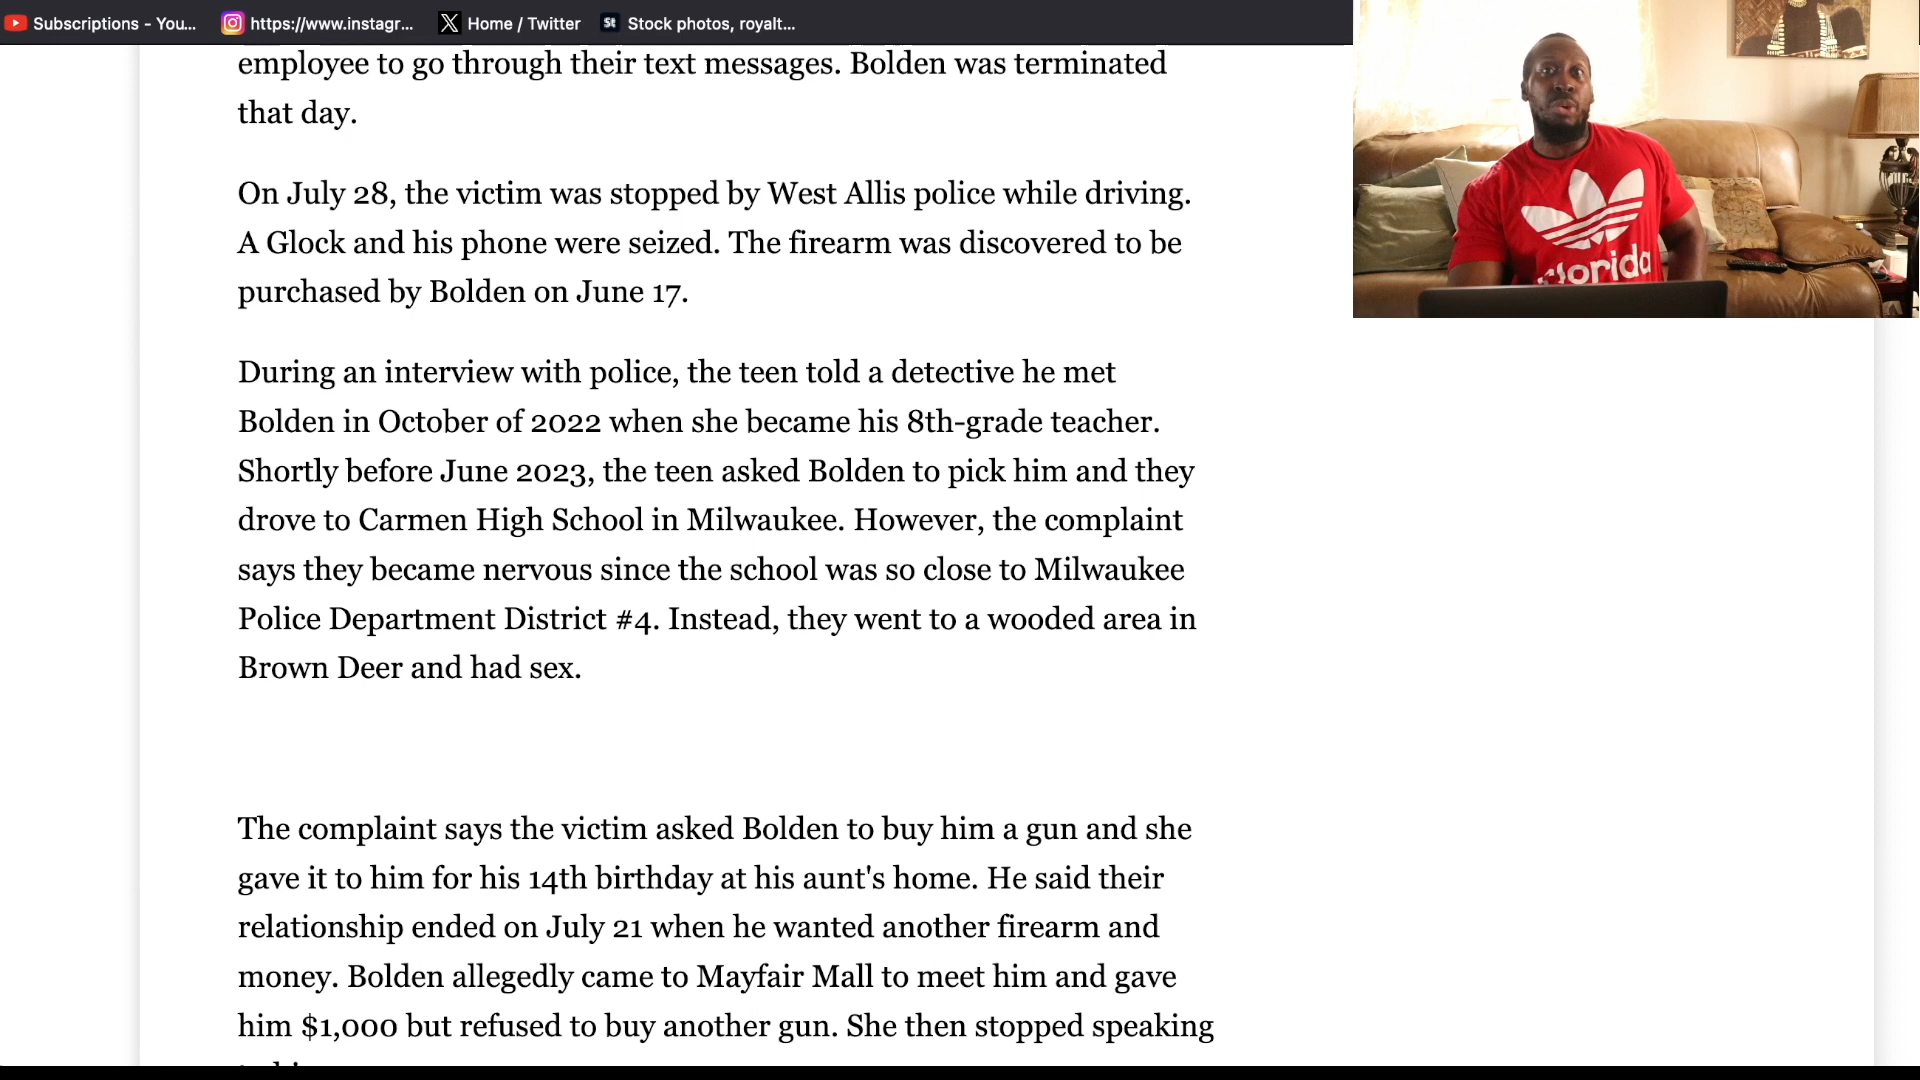 Subscriptions - You...
https://www.instagr...
Home / Twitter
St
Stock photos, royalt...
employee to go through their text messages. Bolden was terminated
that day.
On July 28, the victim was stopped by West Allis police while driving.
A Glock and his phone were seized. The firearm was discovered to be
purchased by Bolden on June 17.
During an interview with police, the teen told a detective he met
Bolden in October of 2022 when she became his 8th-grade teacher.
Shortly before June 2023, the teen asked Bolden to pick him and they
drove to Carmen High School in Milwaukee. However, the complaint
says they became nervous since the school was so close to Milwaukee
Police Department District #4. Instead, they went to a wooded area in
Brown Deer and had sex.
The complaint says the victim asked Bolden to buy him a gun and she
gave it to him for his 14th birthday at his aunt's home. He said their
relationship ended on July 21 when he wanted another firearm and
money. Bolden allegedly came to Mayfair Mall to meet him and gave
him $1,000 but refused to buy another gun. She then stopped speaking
florida